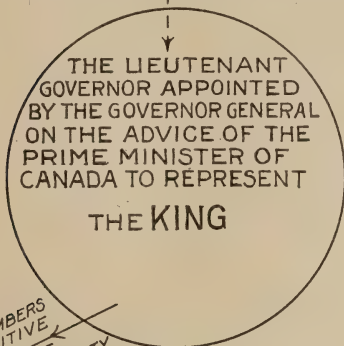 THE LIEUTENANT
GOVERNOR APPOINTED
BY THE GOVERNOR GENERAL
ON THE ADVICE OF THE
PRIME MINISTER OF
CANADA TO REPRESENT
THE KING